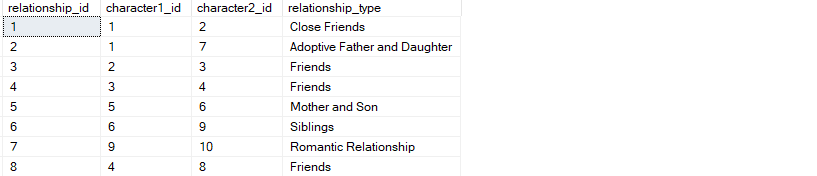 relationship_id character1_id character2_id relationship_type
1 1 2 Close Friends
2 1 7 Adoptive Father and Daughter
3 2 3 Friends
4 3 4 Friends
5 5 6 Mother and Son
6 6 9 Siblings
7 9 10 Romantic Relationship
8 4 8 Friends